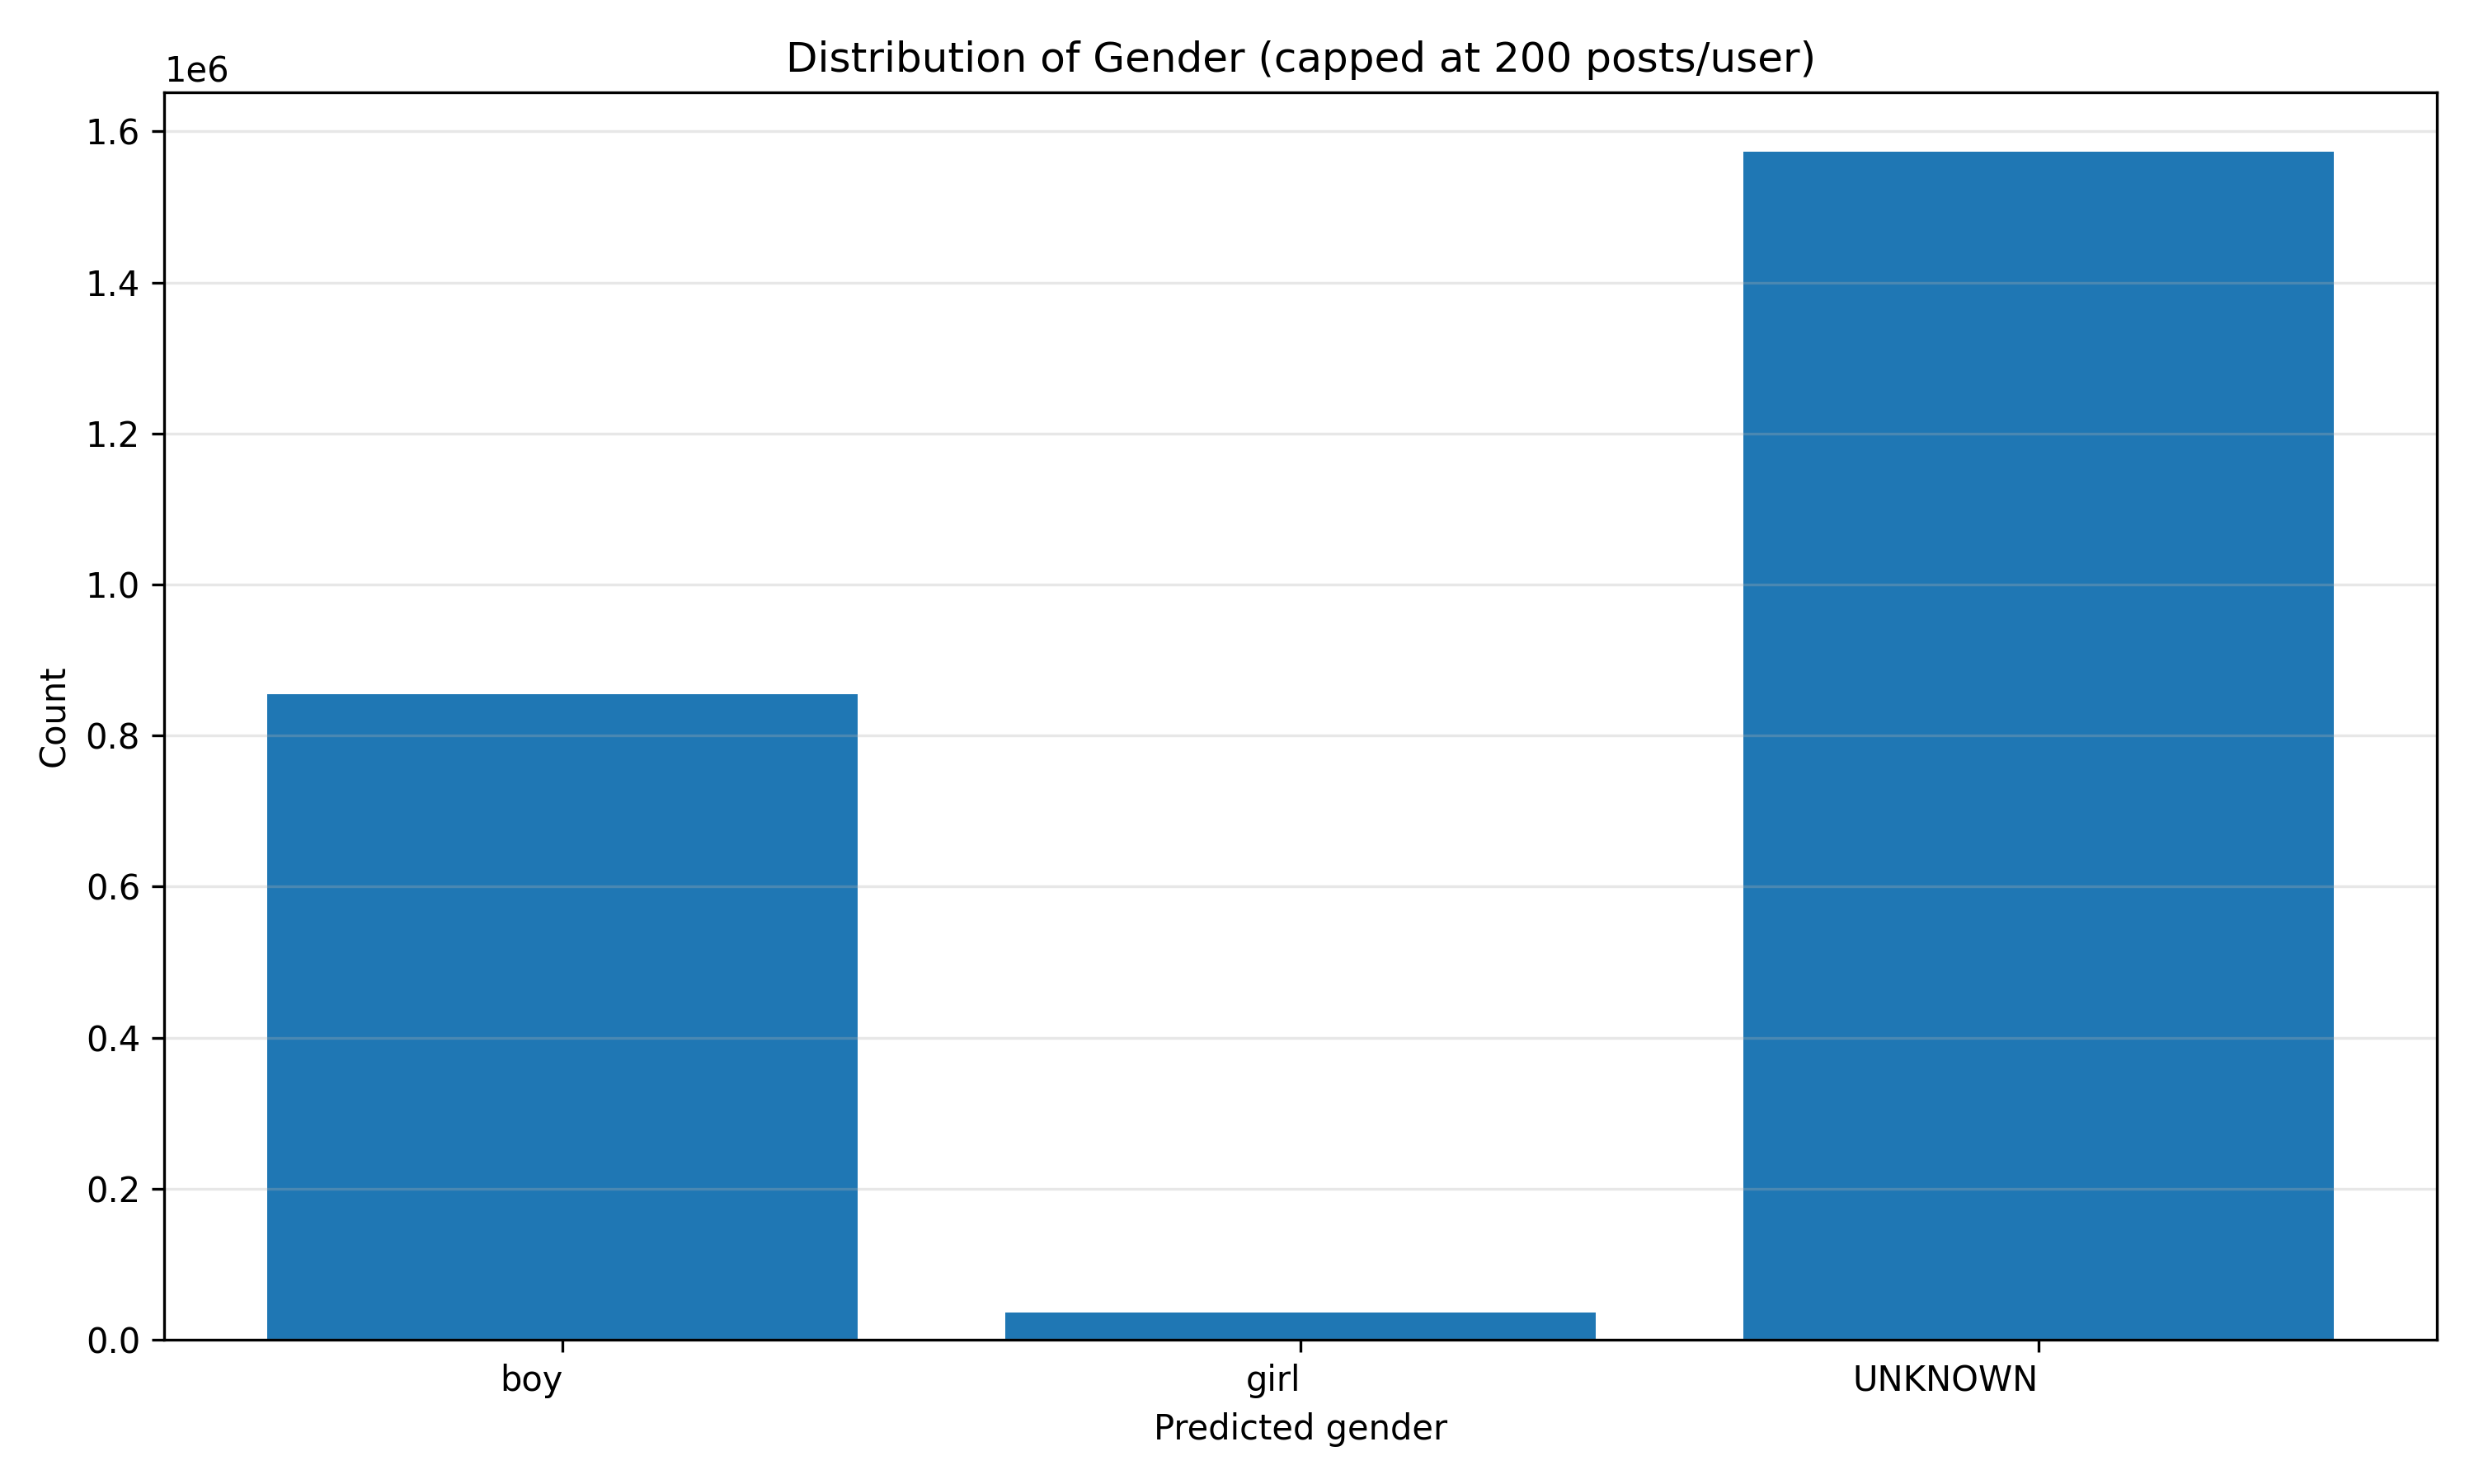 Distribution of Gender (capped at 200 posts/user)
1e6
1.6
1.4
1.2
1.0
0.8
0.6
0.4
0.2
0.0
Count
boy girl UNKNOWN
Predicted gender